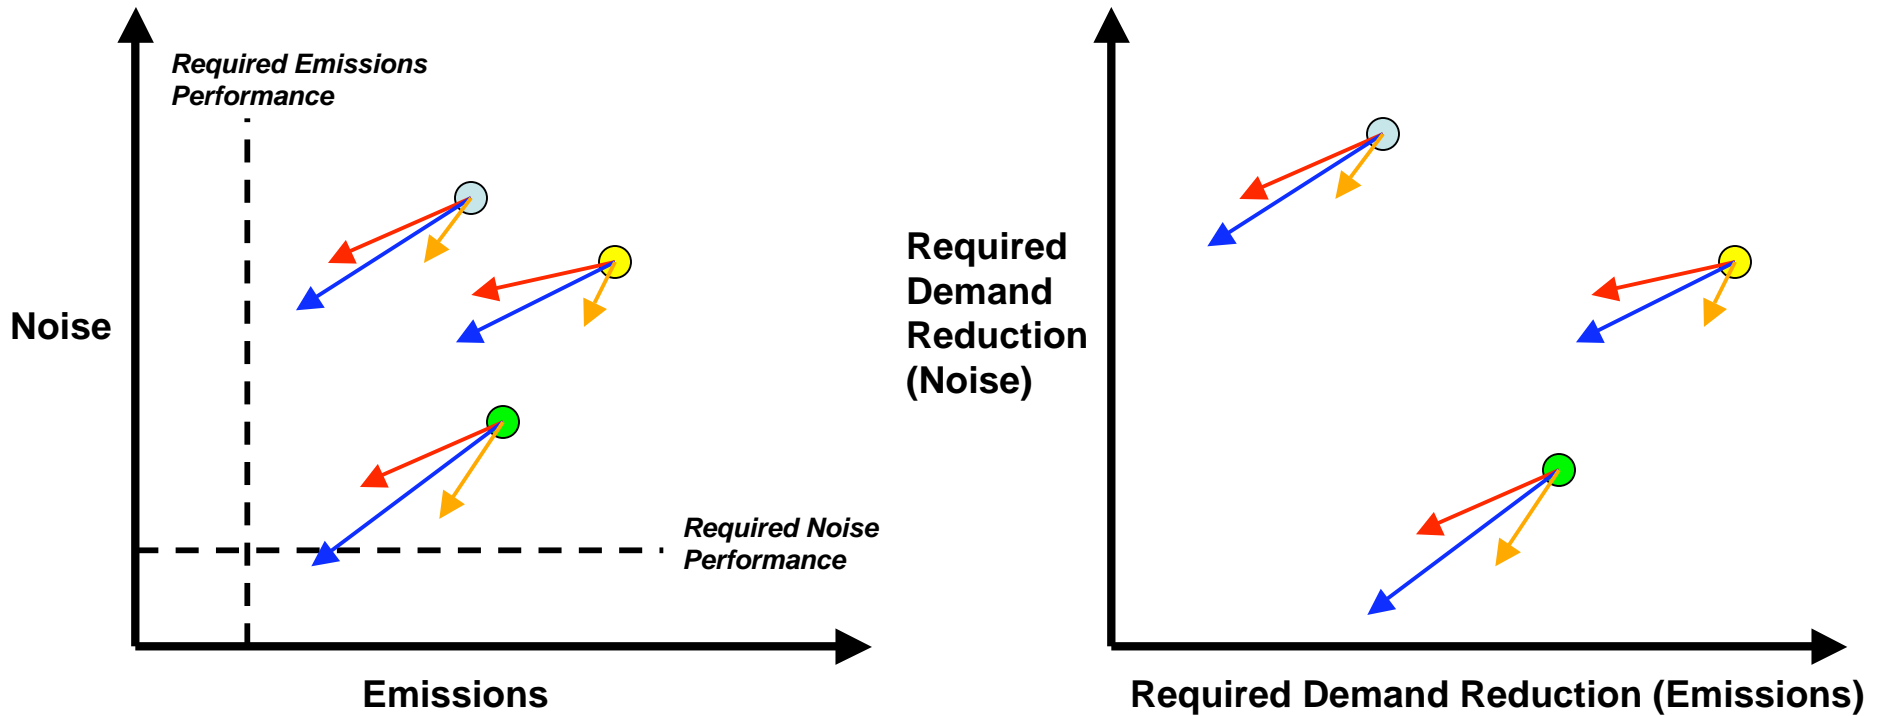 Required Emissions
Performance
Noise
Required Noise
Performance
Emissions
Required
Demand
Reduction
(Noise)
Required Demand Reduction (Emissions)